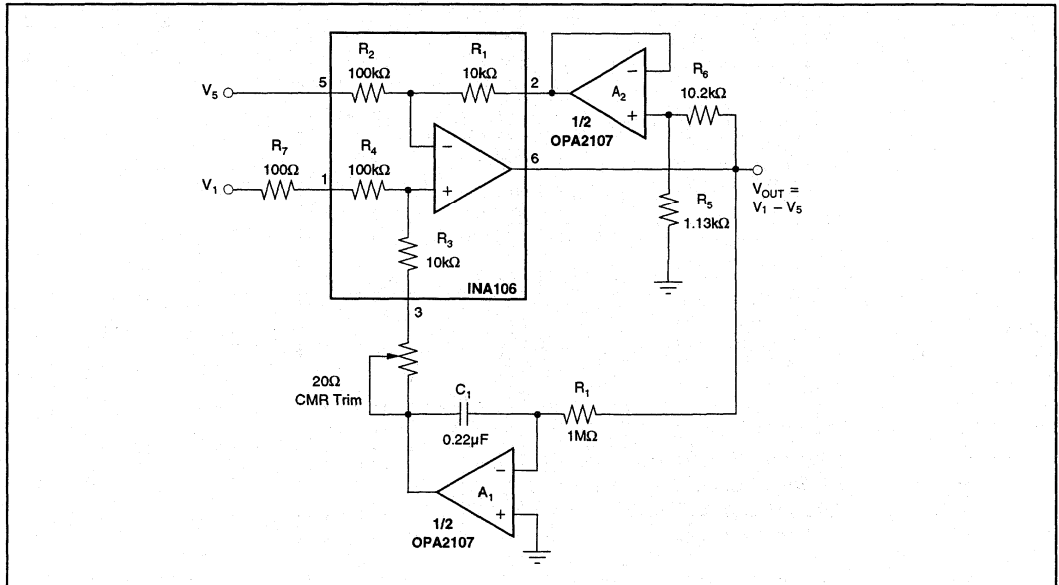 R2
100kΩ
R1
10kΩ
5
2
V5
−
A2
+
1/2
OPA2107
R6
10.2kΩ
R7
100Ω
V1
1
R4
100kΩ
−
+
6
VOUT =
V1 – V5
R5
1.13kΩ
R3
10kΩ
INA106
3
20Ω
CMR Trim
C1
0.22µF
R1
1MΩ
−
A1
+
1/2
OPA2107